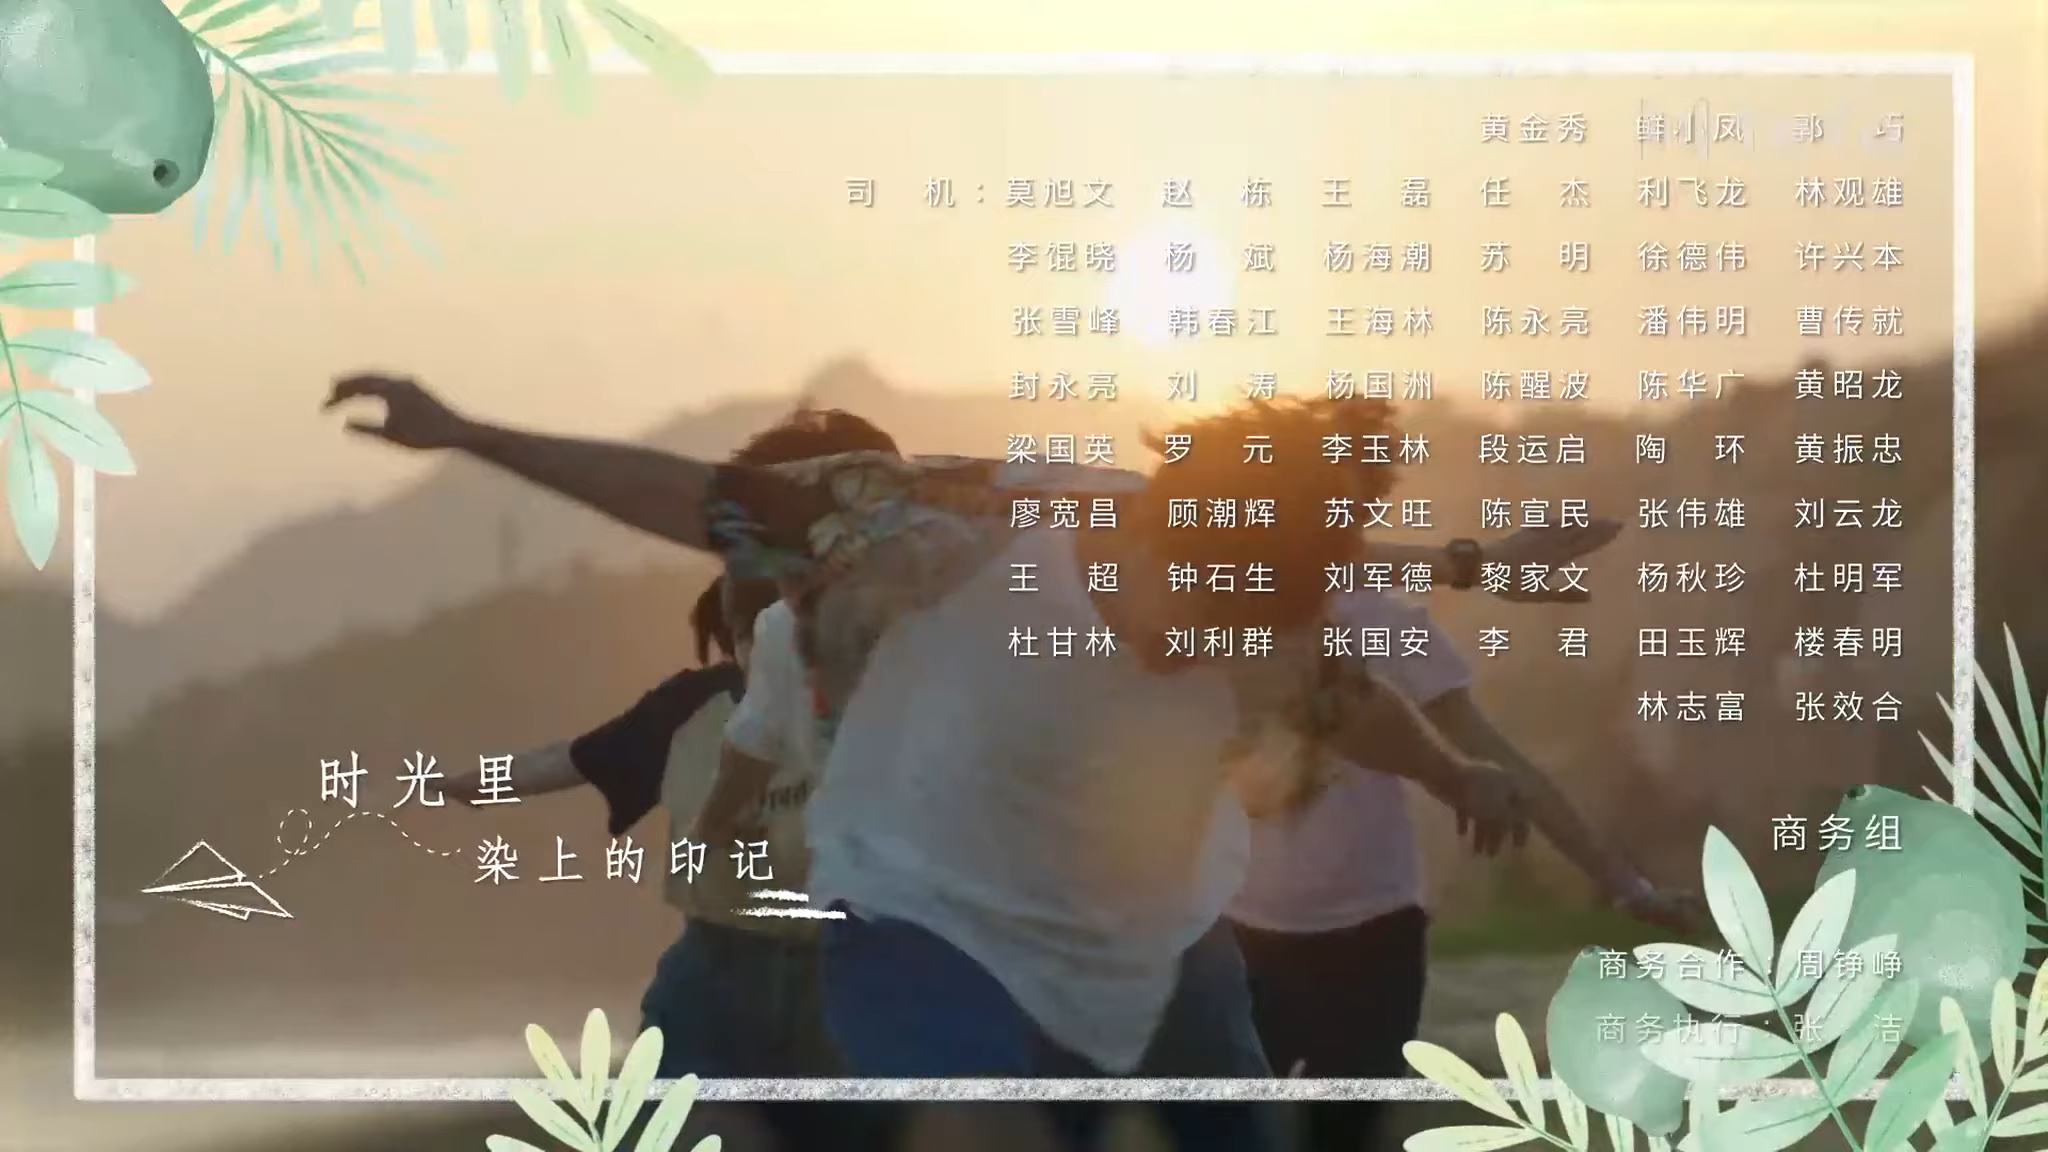 黄金秀 鲜小凤 郭 巧
司 机：莫旭文 赵 栋 王 磊 任 杰 利飞龙 林观雄
李馄晓 杨 斌 杨海潮 苏 明 徐德伟 许兴本
张雪峰 韩春江 王海林 陈永亮 潘伟明 曹传就
封永亮 刘 涛 杨国洲 陈醒波 陈华广 黄昭龙
梁国英 罗 元 李玉林 段运启 陶 环 黄振忠
廖宽昌 顾潮辉 苏文旺 陈宣民 张伟雄 刘云龙
王 超 钟石生 刘军德 黎家文 杨秋珍 杜明军
杜甘林 刘利群 张国安 李 君 田玉辉 楼春明
林志富 张效合
时光里
染上的印记
商务组
商务合作：周铮峥
商务执行：张 洁